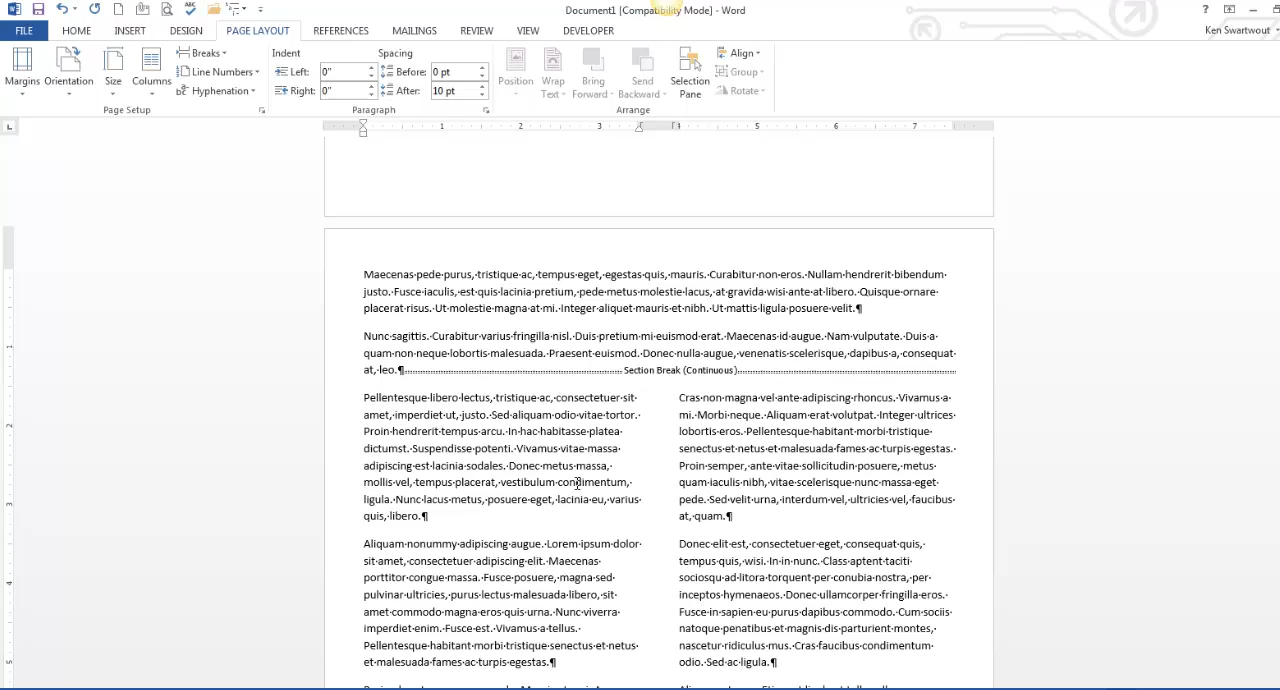 Document1 [Compatibility Mode] - Word
FILE HOME INSERT DESIGN PAGE LAYOUT REFERENCES MAILINGS REVIEW VIEW DEVELOPER Ken Swartwout
Margins Orientation Size Columns
Breaks
Line Numbers
Hyphenation
Page Setup
Indent
Left: 0"
Right: 0"
Spacing
Before: 0 pt
After: 10 pt
Paragraph
Position Wrap Text Bring Forward Send Backward Selection Pane
Align
Group
Rotate
Arrange
1 2 3 4 5 6 7
Maecenas·pede·purus,·tristique·ac,·tempus·eget,·egestas·quis,·mauris.·Curabitur·non·eros.·Nullam·hendrerit·bibendum·
justo.·Fusce·iaculis,·est·quis·lacinia·pretium,·pede·metus·molestie·lacus,·at·gravida·wisi·ante·at·libero.·Quisque·ornare·
placerat·risus.·Ut·molestie·magna·at·mi.·Integer·aliquet·mauris·et·nibh.·Ut·mattis·ligula·posuere·velit.¶
Nunc·sagittis.·Curabitur·varius·fringilla·nisl.·Duis·pretium·mi·euismod·erat.·Maecenas·id·augue.·Nam·vulputate.·Duis·a·
quam·non·neque·lobortis·malesuada.·Praesent·euismod.·Donec·nulla·augue,·venenatis·scelerisque,·dapibus·a,·consequat·
at,·leo.¶ Section Break (Continuous)
Pellentesque·libero·lectus,·tristique·ac,·consectetuer·sit·
amet,·imperdiet·ut,·justo.·Sed·aliquam·odio·vitae·tortor.·
Proin·hendrerit·tempus·arcu.·In·hac·habitasse·platea·
dictumst.·Suspendisse·potenti.·Vivamus·vitae·massa·
adipiscing·est·lacinia·sodales.·Donec·metus·massa,·
mollis·vel,·tempus·placerat,·vestibulum·condimentum,·
ligula.·Nunc·lacus·metus,·posuere·eget,·lacinia·eu,·varius·
quis,·libero.¶
Aliquam·nonummy·adipiscing·augue.·Lorem·ipsum·dolor·
sit·amet,·consectetuer·adipiscing·elit.·Maecenas·
porttitor·congue·massa.·Fusce·posuere,·magna·sed·
pulvinar·ultricies,·purus·lectus·malesuada·libero,·sit·
amet·commodo·magna·eros·quis·urna.·Nunc·viverra·
imperdiet·enim.·Fusce·est.·Vivamus·a·tellus.·
Pellentesque·habitant·morbi·tristique·senectus·et·netus·
et·malesuada·fames·ac·turpis·egestas.¶
Cras·non·magna·vel·ante·adipiscing·rhoncus.·Vivamus·a·
mi.·Morbi·neque.·Aliquam·erat·volutpat.·Integer·ultrices·
lobortis·eros.·Pellentesque·habitant·morbi·tristique·
senectus·et·netus·et·malesuada·fames·ac·turpis·egestas.·
Proin·semper,·ante·vitae·sollicitudin·posuere,·metus·
quam·iaculis·nibh,·vitae·scelerisque·nunc·massa·eget·
pede.·Sed·velit·urna,·interdum·vel,·ultricies·vel,·faucibus·
at,·quam.¶
Donec·elit·est,·consectetuer·eget,·consequat·quis,·
tempus·quis,·wisi.·In·in·nunc.·Class·aptent·taciti·
sociosqu·ad·litora·torquent·per·conubia·nostra,·per·
inceptos·hymenaeos.·Donec·ullamcorper·fringilla·eros.·
Fusce·in·sapien·eu·purus·dapibus·commodo.·Cum·sociis·
natoque·penatibus·et·magnis·dis·parturient·montes,·
nascetur·ridiculus·mus.·Cras·faucibus·condimentum·
odio.·Sed·ac·ligula.¶